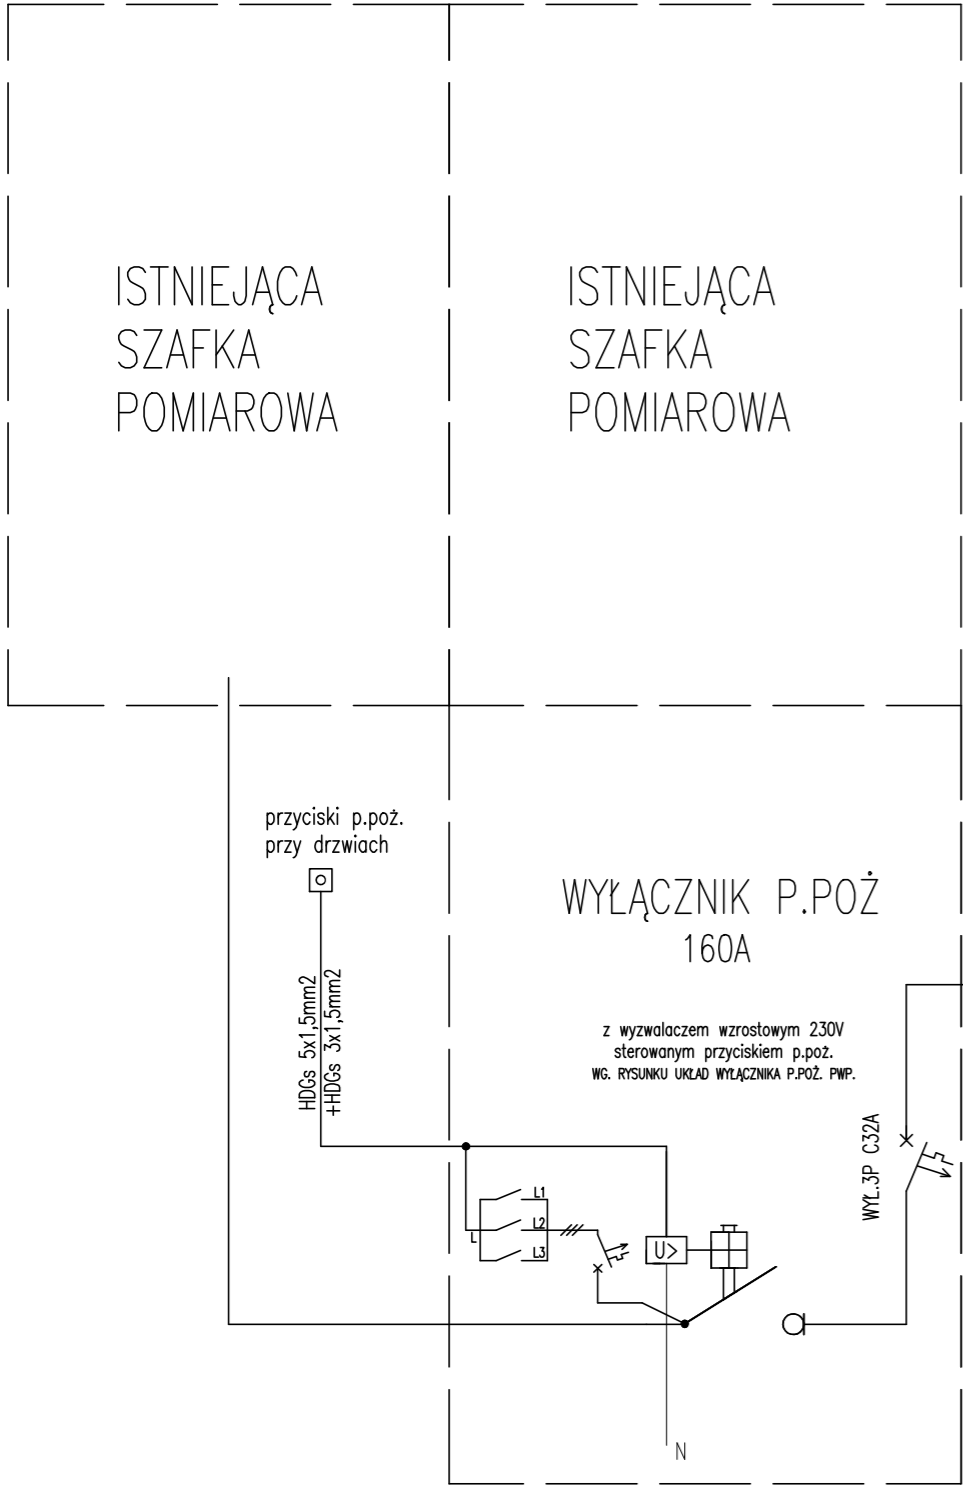 ISTNIEJĄCA
SZAFKA
POMIAROWA
ISTNIEJĄCA
SZAFKA
POMIAROWA
przyciski p.poż.
przy drzwiach
HDGs 5x1,5mm2
+HDGs 3x1,5mm2
WYŁĄCZNIK P.POŻ
160A
z wyzwalaczem wzrostowym 230V
sterowanym przyciskiem p.poż.
WG. RYSUNKU UKŁAD WYŁĄCZNIKA P.POŻ. PWP.
WYŁ.3P C32A
L1
L2
L
L3
U>
N